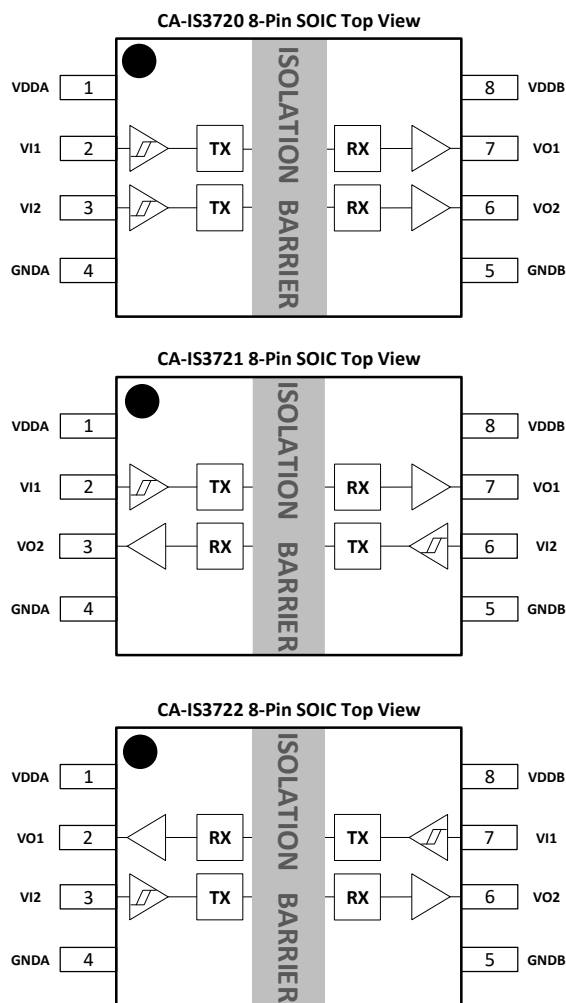 CA-IS3720 8-Pin SOIC Top View
VDDA 1 8 VDDB
VI1 2 TX RX 7 VO1
VI2 3 TX RX 6 VO2
GNDA 4 5 GNDB
ISOLATION BARRIER
CA-IS3721 8-Pin SOIC Top View
VDDA 1 8 VDDB
VI1 2 TX RX 7 VO1
VO2 3 RX TX 6 VI2
GNDA 4 5 GNDB
ISOLATION BARRIER
CA-IS3722 8-Pin SOIC Top View
VDDA 1 8 VDDB
VO1 2 RX TX 7 VI1
VI2 3 TX RX 6 VO2
GNDA 4 5 GNDB
ISOLATION BARRIER